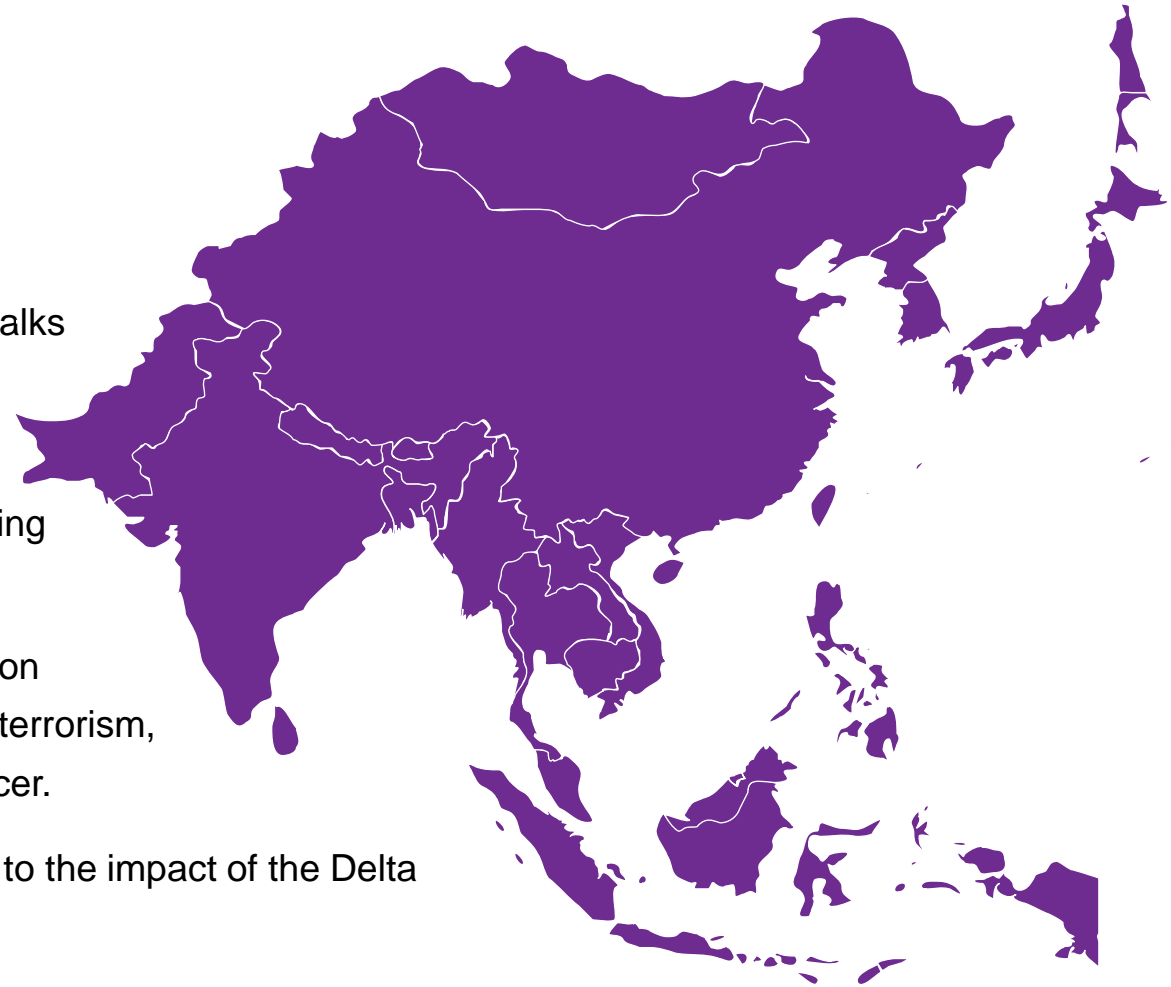 alks
ing
on
terrorism,
cer.
to the impact of the Delta